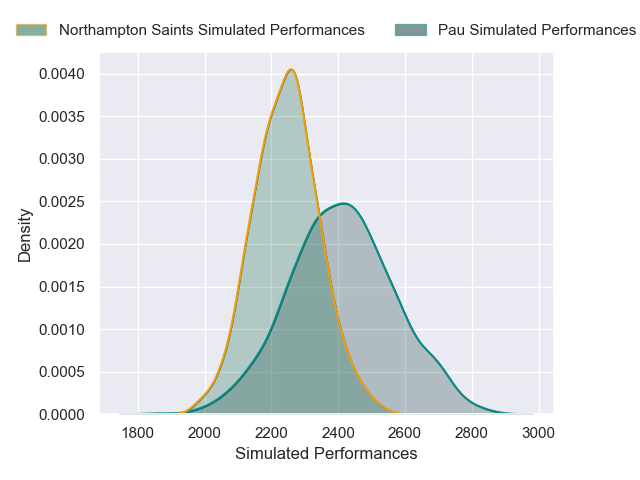 Northampton Saints Simulated Performances
Pau Simulated Performances
0.0040
0.0035
0.0030
0.0025
0.0020
0.0015
0.0010
0.0005
0.0000
Density
1800 2000 2200 2400 2600 2800 3000
Simulated Performances